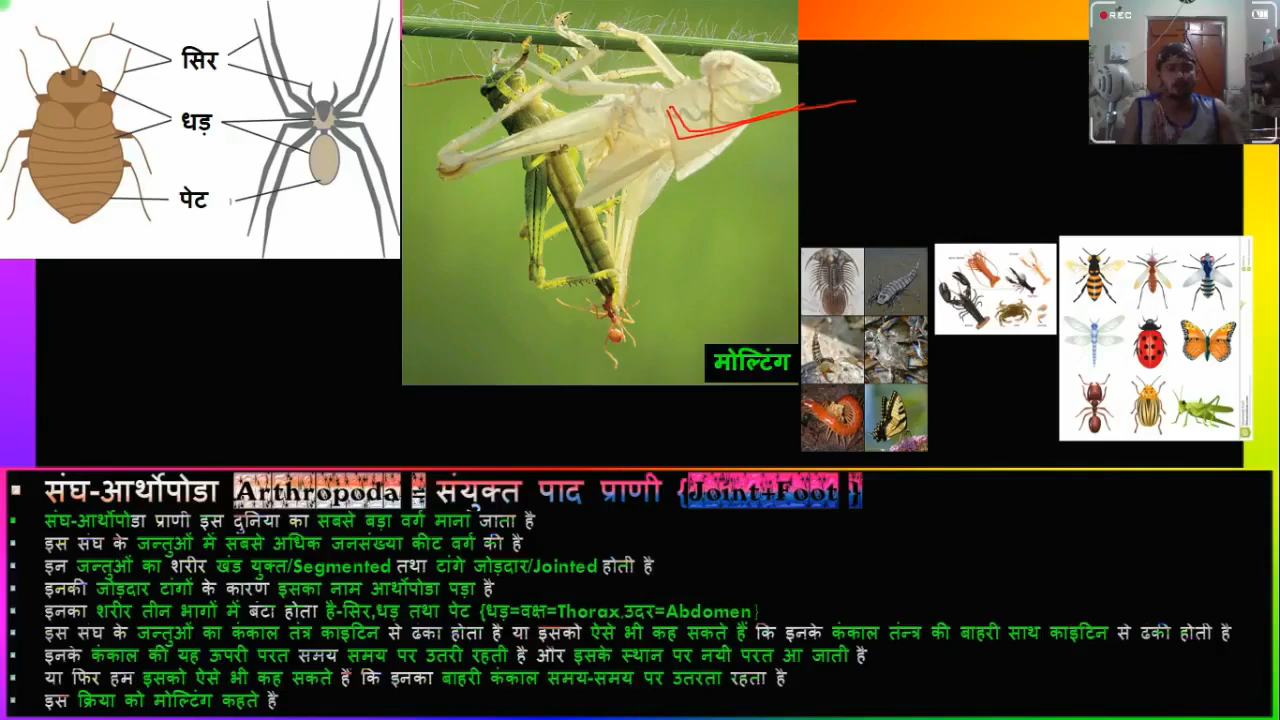 सिर
धड़
पेट
REC
मोल्टिंग
संघ-आर्थोपोडा Arthropoda = संयुक्त पाद प्राणी {Joint+Foot }
संघ-आर्थोपोडा प्राणी इस दुनिया का सबसे बड़ा वर्ग माना जाता है
इस संघ के जन्तुओं में सबसे अधिक जनसंख्या कीट वर्ग की है
इन जन्तुओं का शरीर खंड युक्त/Segmented तथा टांगे जोड़दार/Jointed होती है
इनकी जोड़दार टांगों के कारण इसका नाम आर्थोपोडा पड़ा है
इनका शरीर तीन भागों में बंटा होता है-सिर,धड़ तथा पेट {धड़=वक्ष=Thorax,उदर=Abdomen}
इस संघ के जन्तुओं का कंकाल तंत्र काइटिन से ढका होता है या इसको ऐसे भी कह सकते हैं कि इनके कंकाल तंन्त्र की बाहरी साथ काइटिन से ढकी होती है
इनके कंकाल की यह ऊपरी परत समय समय पर उतरी रहती है और इसके स्थान पर नयी परत आ जाती है
या फिर हम इसको ऐसे भी कह सकते हैं कि इनका बाहरी कंकाल समय-समय पर उतरता रहता है
इस क्रिया को मोल्टिंग कहते है